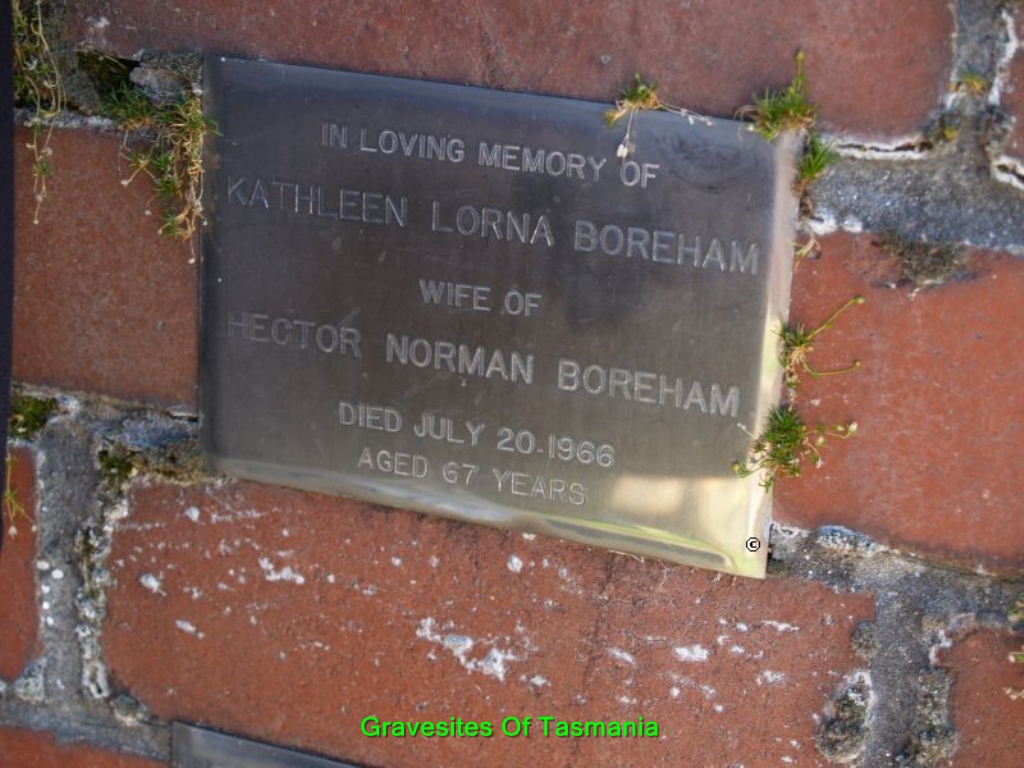 IN LOVING MEMORY OF
KATHLEEN LORNA BOREHAM
WIFE OF
HECTOR NORMAN BOREHAM
DIED JULY 20.1966
AGED 67 YEARS
©
Gravesites Of Tasmania